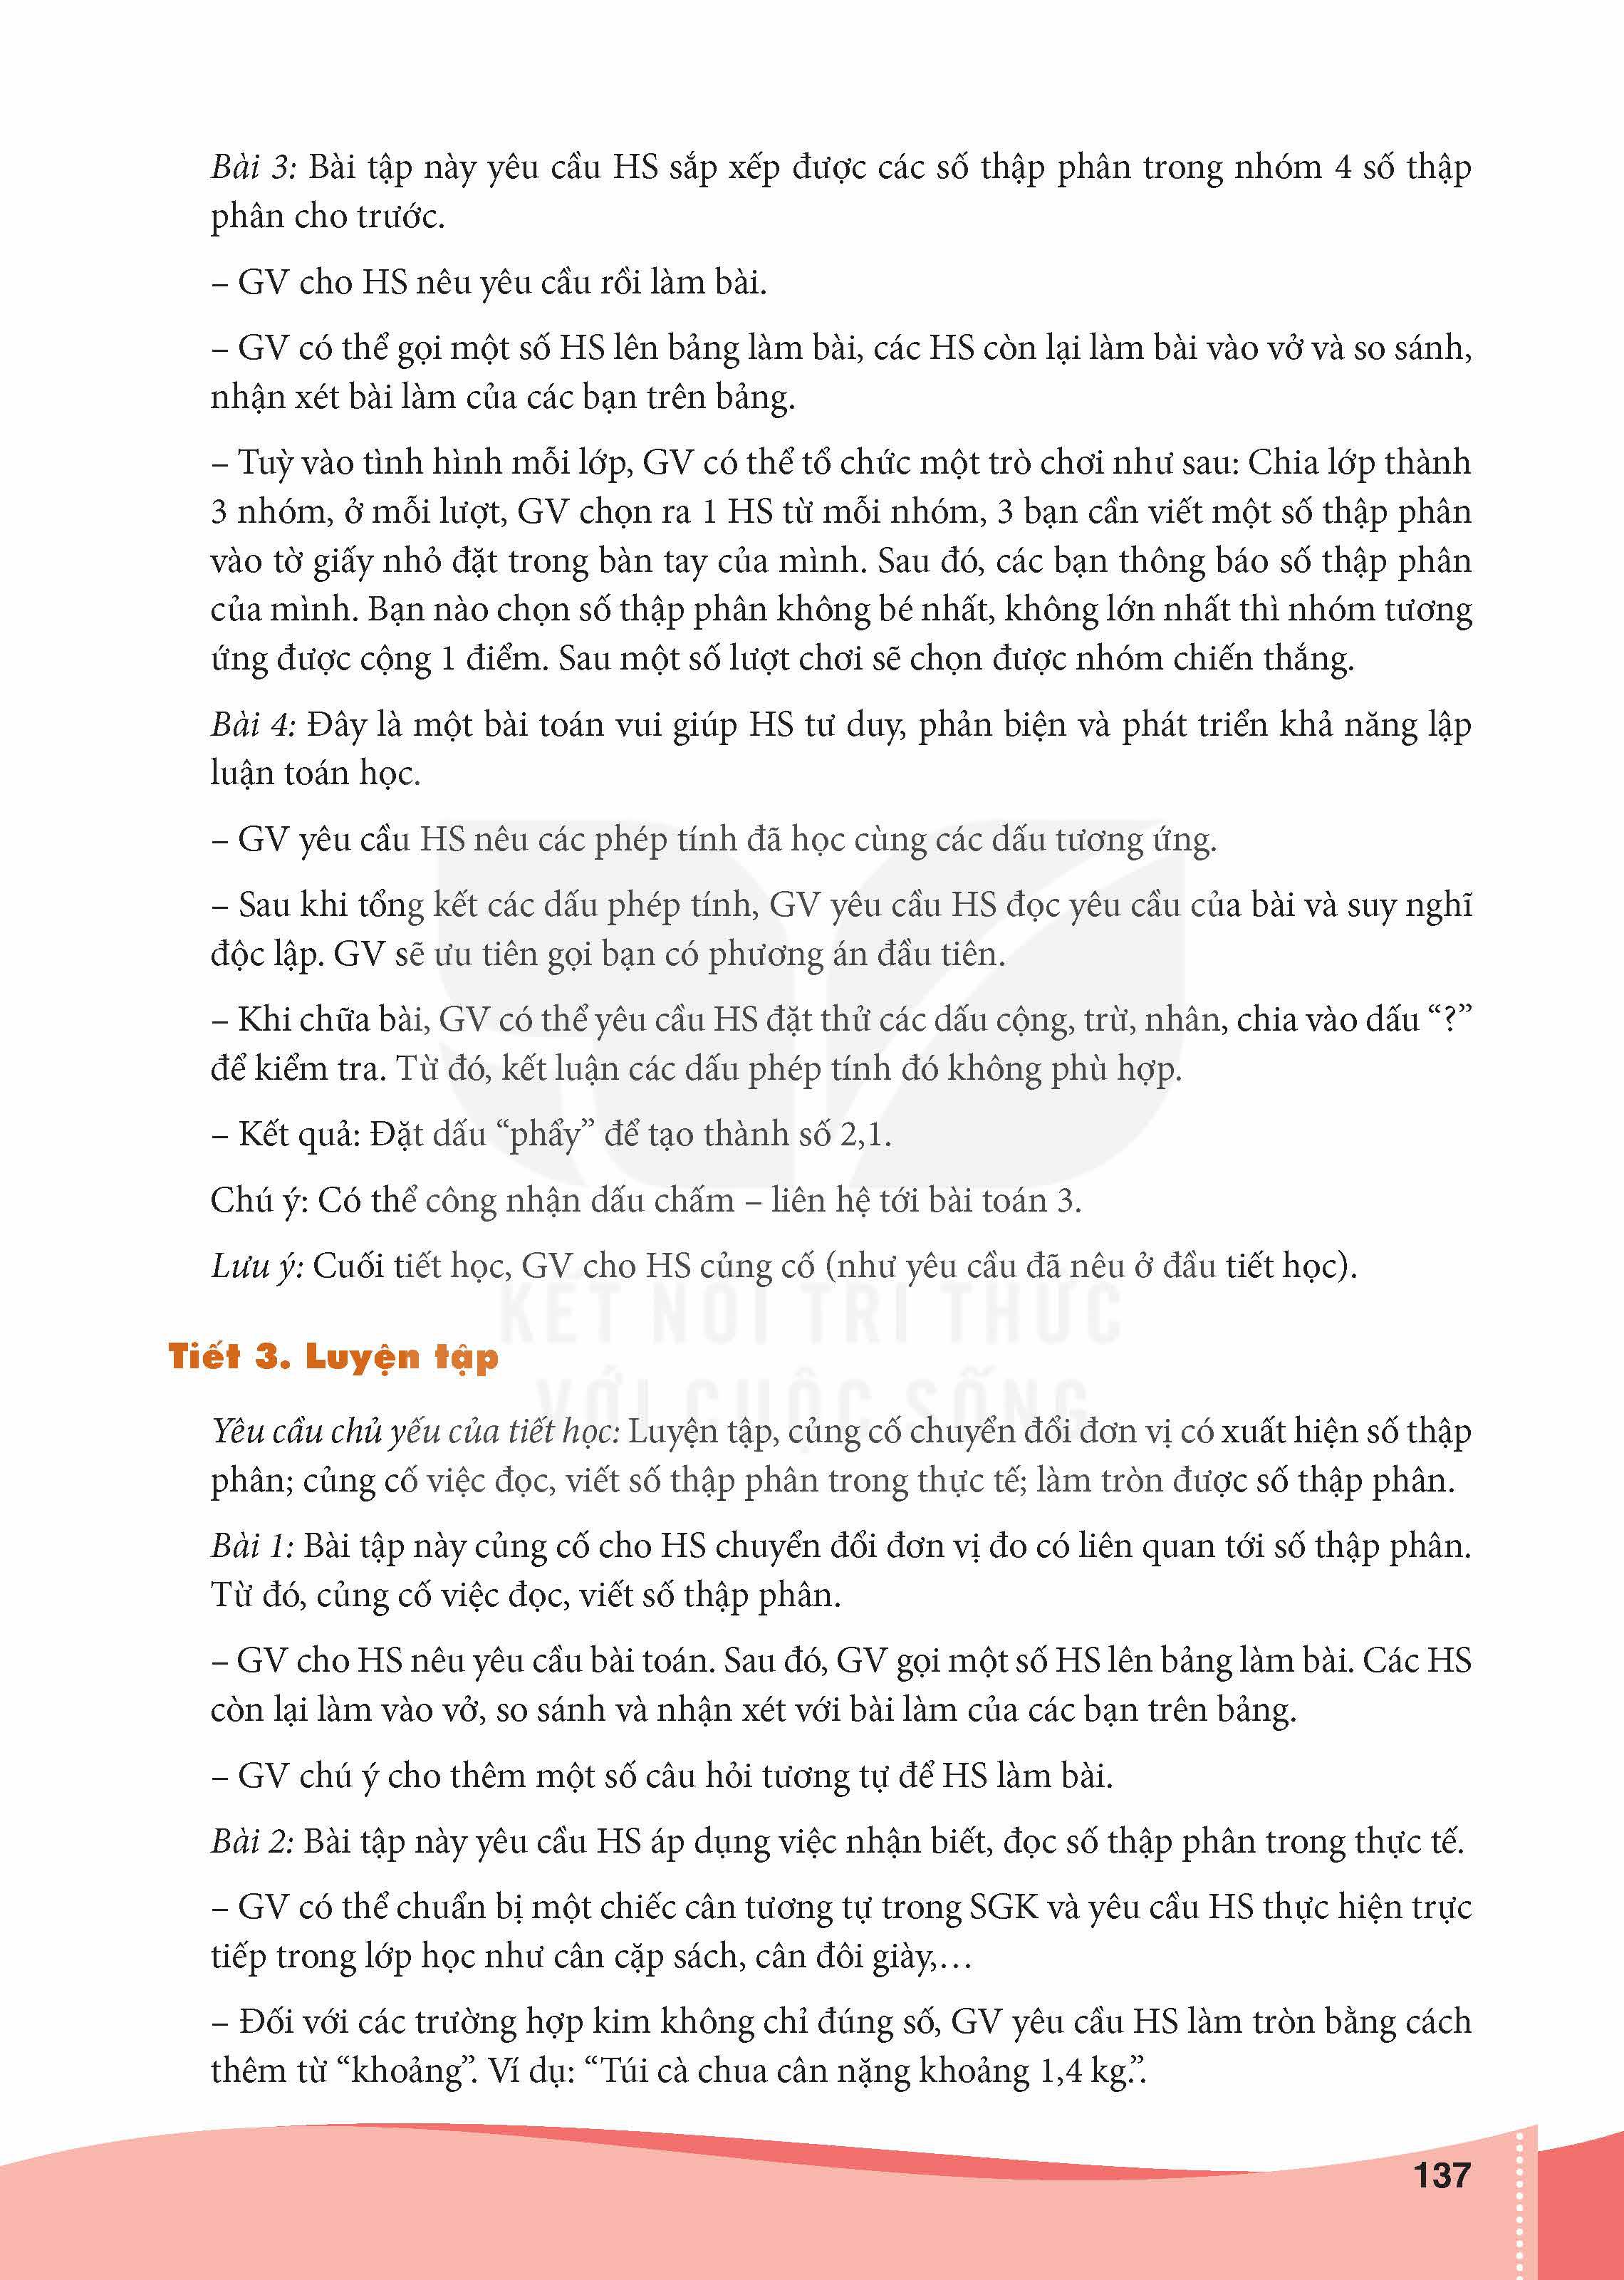 Bài 3: Bài tập này yêu cầu HS sắp xếp được các số thập phân trong nhóm 4 số thập
phân cho trước.
– GV cho HS nêu yêu cầu rồi làm bài.
– GV có thể gọi một số HS lên bảng làm bài, các HS còn lại làm bài vào vở và so sánh,
nhận xét bài làm của các bạn trên bảng.
– Tuỳ vào tình hình mỗi lớp, GV có thể tổ chức một trò chơi như sau: Chia lớp thành
3 nhóm, ở mỗi lượt, GV chọn ra 1 HS từ mỗi nhóm, 3 bạn cần viết một số thập phân
vào tờ giấy nhỏ đặt trong bàn tay của mình. Sau đó, các bạn thông báo số thập phân
của mình. Bạn nào chọn số thập phân không bé nhất, không lớn nhất thì nhóm tương
ứng được cộng 1 điểm. Sau một số lượt chơi sẽ chọn được nhóm chiến thắng.
Bài 4: Đây là một bài toán vui giúp HS tư duy, phản biện và phát triển khả năng lập
luận toán học.
– GV yêu cầu HS nêu các phép tính đã học cùng các dấu tương ứng.
– Sau khi tổng kết các dấu phép tính, GV yêu cầu HS đọc yêu cầu của bài và suy nghĩ
độc lập. GV sẽ ưu tiên gọi bạn có phương án đầu tiên.
– Khi chữa bài, GV có thể yêu cầu HS đặt thử các dấu cộng, trừ, nhân, chia vào dấu “?”
để kiểm tra. Từ đó, kết luận các dấu phép tính đó không phù hợp.
– Kết quả: Đặt dấu “phẩy” để tạo thành số 2,1.
Chú ý: Có thể công nhận dấu chấm – liên hệ tới bài toán 3.
Lưu ý: Cuối tiết học, GV cho HS củng cố (như yêu cầu đã nêu ở đầu tiết học).
KẾT NỐI TRI THỨC
Tiết 3. Luyện tập
VỚI CUỘC SỐNG
Yêu cầu chủ yếu của tiết học: Luyện tập, củng cố chuyển đổi đơn vị có xuất hiện số thập
phân; củng cố việc đọc, viết số thập phân trong thực tế; làm tròn được số thập phân.
Bài 1: Bài tập này củng cố cho HS chuyển đổi đơn vị đo có liên quan tới số thập phân.
Từ đó, củng cố việc đọc, viết số thập phân.
– GV cho HS nêu yêu cầu bài toán. Sau đó, GV gọi một số HS lên bảng làm bài. Các HS
còn lại làm vào vở, so sánh và nhận xét với bài làm của các bạn trên bảng.
– GV chú ý cho thêm một số câu hỏi tương tự để HS làm bài.
Bài 2: Bài tập này yêu cầu HS áp dụng việc nhận biết, đọc số thập phân trong thực tế.
– GV có thể chuẩn bị một chiếc cân tương tự trong SGK và yêu cầu HS thực hiện trực
tiếp trong lớp học như cân cặp sách, cân đôi giày,…
– Đối với các trường hợp kim không chỉ đúng số, GV yêu cầu HS làm tròn bằng cách
thêm từ “khoảng”. Ví dụ: “Túi cà chua cân nặng khoảng 1,4 kg.”.
137